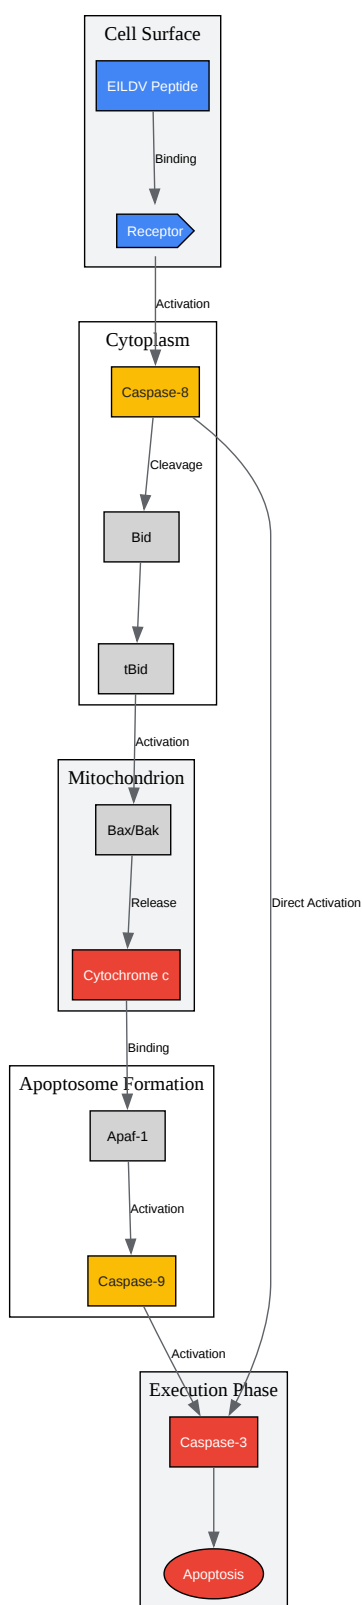 Cell Surface
EILDV Peptide
Binding
Receptor
Activation
Cytoplasm
Caspase-8
Cleavage
Bid
tBid
Activation
Mitochondrion
Bax/Bak
Release
Direct Activation
Cytochrome c
Binding
Apoptosome Formation
Apaf-1
Activation
Caspase-9
Activation
Execution Phase
Caspase-3
Apoptosis